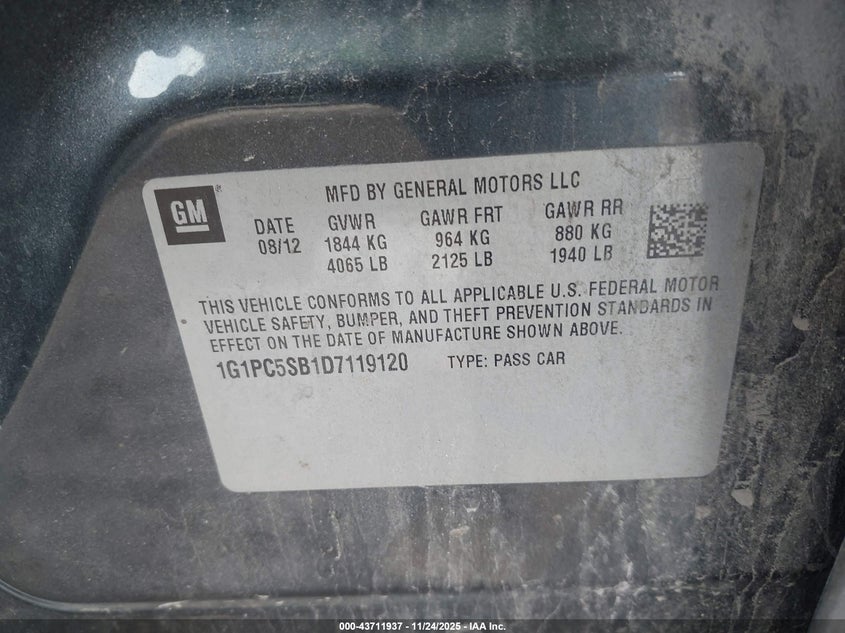 GM
MFD BY GENERAL MOTORS LLC
DATE GVWR GAWR FRT GAWR RR
08/12 1844 KG 964 KG 880 KG
4065 LB 2125 LB 1940 LB
THIS VEHICLE CONFORMS TO ALL APPLICABLE U.S. FEDERAL MOTOR
VEHICLE SAFETY, BUMPER, AND THEFT PREVENTION STANDARDS IN
EFFECT ON THE DATE OF MANUFACTURE SHOWN ABOVE.
1G1PC5SB1D7119120 TYPE: PASS CAR
000-43711937 - 11/24/2025 - IAA Inc.